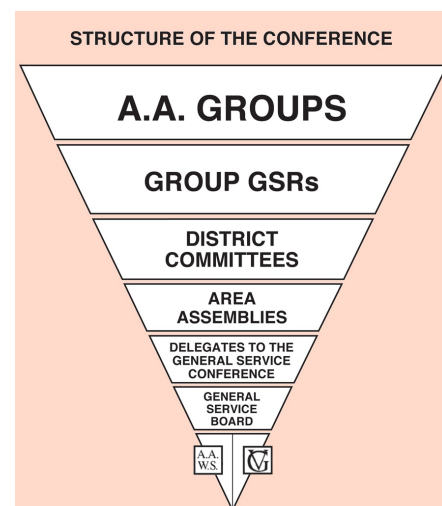 STRUCTURE OF THE CONFERENCE
A.A. GROUPS
GROUP GSRs
DISTRICT
COMMITTEES
AREA
ASSEMBLIES
DELEGATES TO THE
GENERAL SERVICE
CONFERENCE
GENERAL
SERVICE
BOARD
A.A.
W.S.
GV